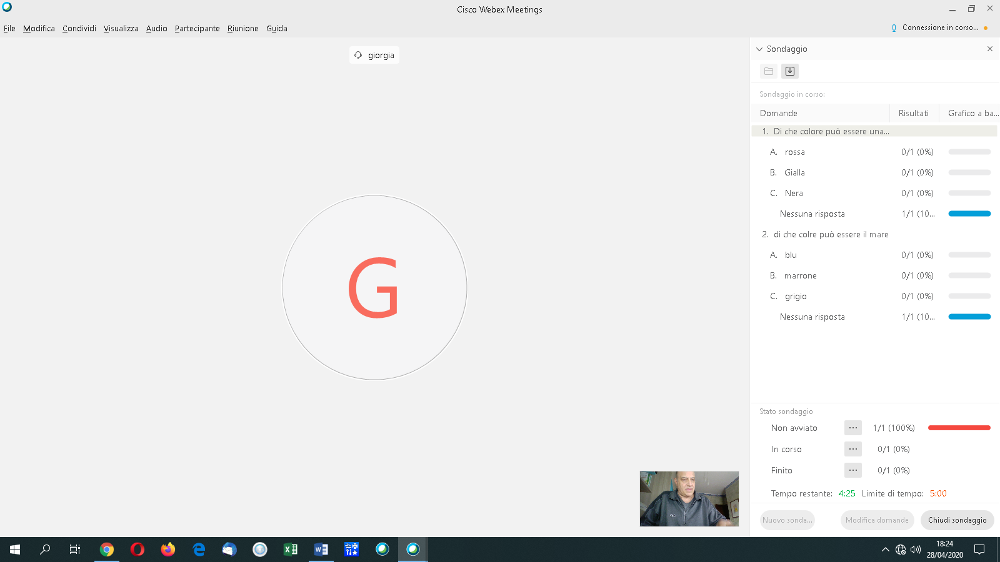 Cisco Webex Meetings
File Modifica Condividi Visualizza Audio Partecipante Riunione Guida
Connessione in corso...
giorgia
Sondaggio
Sondaggio in corso:
Domande Risultati Grafico a ba...
1. Di che colore può essere una...
A. rossa 0/1 (0%)
B. Gialla 0/1 (0%)
C. Nera 0/1 (0%)
Nessuna risposta 1/1 (10...
2. di che colre può essere il mare
A. blu 0/1 (0%)
B. marrone 0/1 (0%)
C. grigio 0/1 (0%)
Nessuna risposta 1/1 (10...
G
Stato sondaggio
Non avviato ... 1/1 (100%)
In corso ... 0/1 (0%)
Finito ... 0/1 (0%)
Tempo restante: 4:25 Limite di tempo: 5:00
Nuovo sonda... Modifica domande Chiudi sondaggio
18:24
28/04/2020